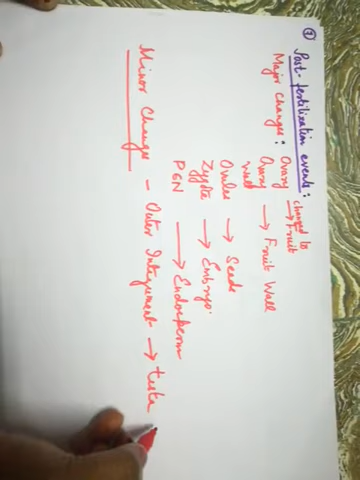 ② Post-fertilization events:
Major changes: Ovary changed to → Fruit
Ovary wall → Fruit Wall
Ovules → Seeds
Zygote → Embryo.
PEN → Endosperm
Minor changes - Outer Integument → testa